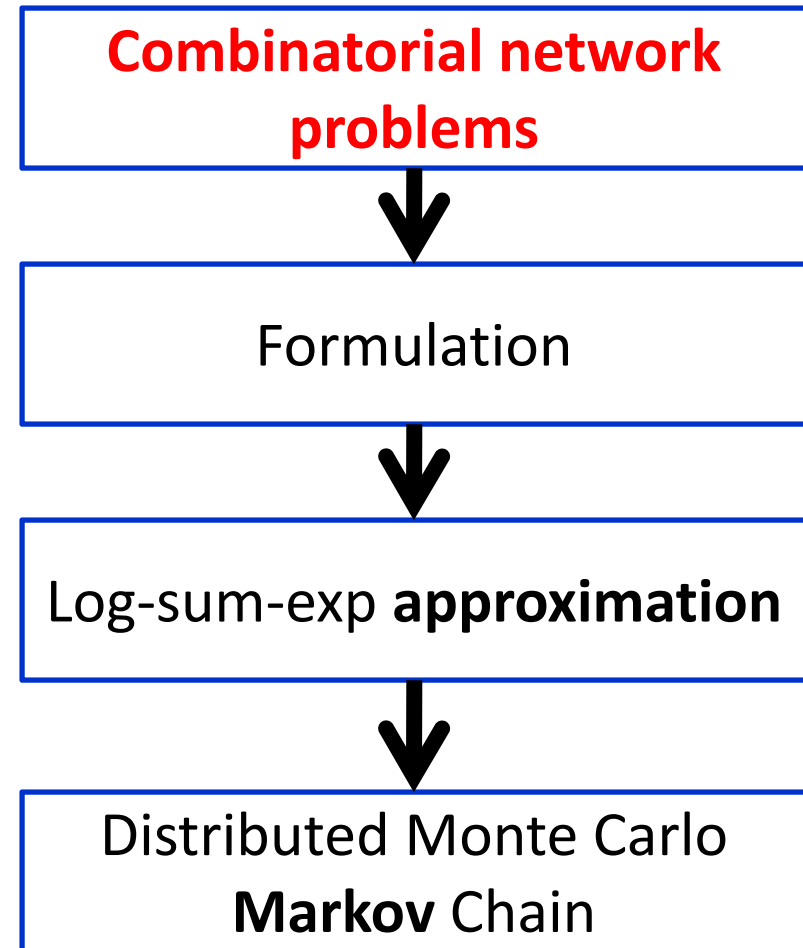 Combinatorial network
problems
Formulation
Log-sum-exp approximation
Distributed Monte Carlo
Markov Chain